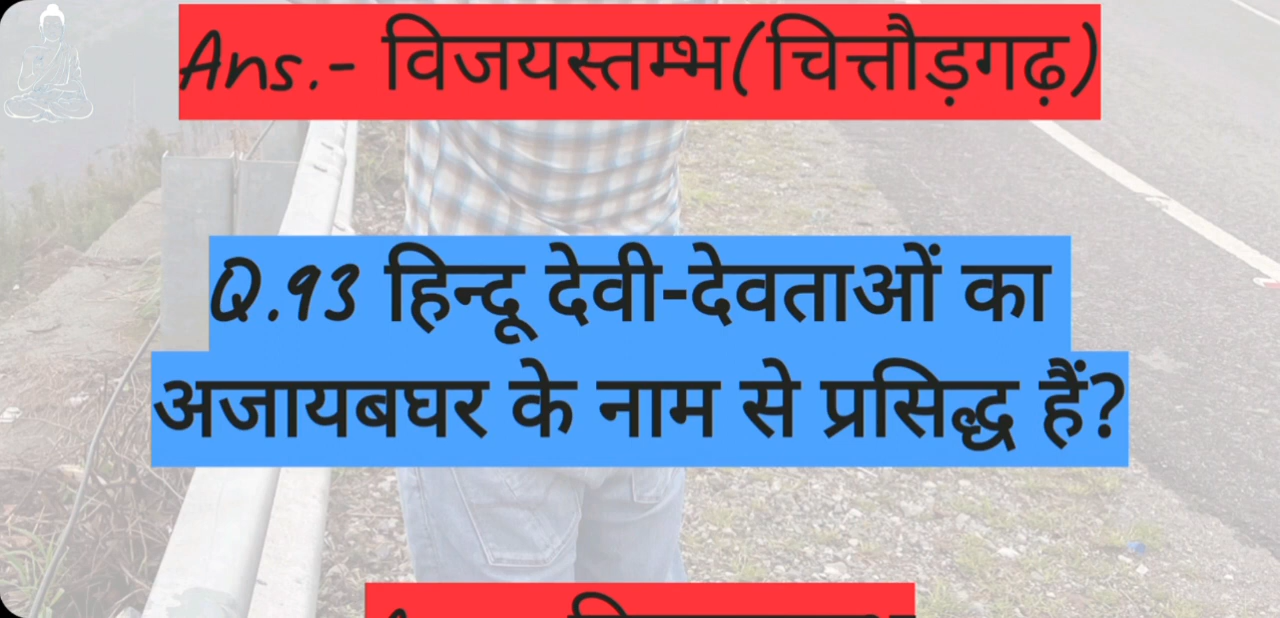 Ans.- विजयस्तम्भ(चित्तौड़गढ़)
Q.93 हिन्दू देवी-देवताओं का
अजायबघर के नाम से प्रसिद्ध हैं?